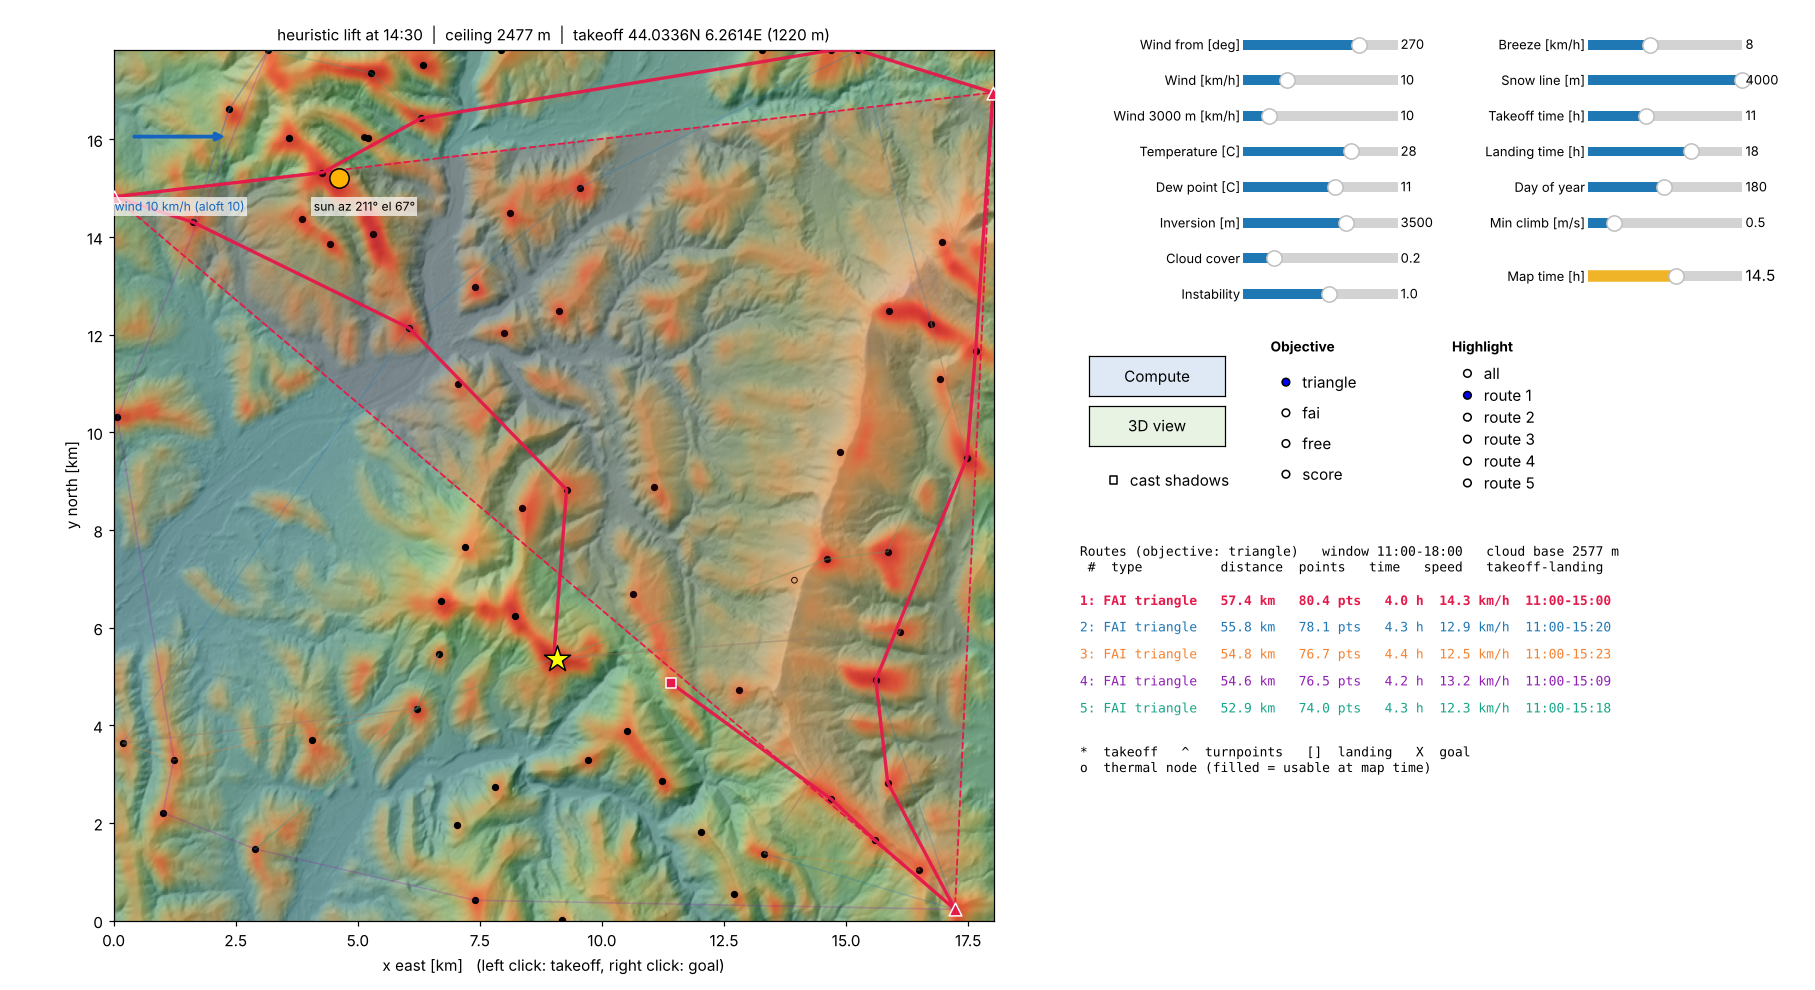 heuristic lift at 14:30 | ceiling 2477 m | takeoff 44.0336N 6.2614E (1220 m)
wind 10 km/h (aloft 10)
sun az 211° el 67°
y north [km]
16
14
12
10
8
6
4
2
0
0.0 2.5 5.0 7.5 10.0 12.5 15.0 17.5
x east [km] (left click: takeoff, right click: goal)
Wind from [deg] 270
Wind [km/h] 10
Wind 3000 m [km/h] 10
Temperature [C] 28
Dew point [C] 11
Inversion [m] 3500
Cloud cover 0.2
Instability 1.0
Breeze [km/h] 8
Snow line [m] 4000
Takeoff time [h] 11
Landing time [h] 18
Day of year 180
Min climb [m/s] 0.5
Map time [h] 14.5
Compute
3D view
cast shadows
Objective
triangle
fai
free
score
Highlight
all
route 1
route 2
route 3
route 4
route 5
Routes (objective: triangle) window 11:00-18:00 cloud base 2577 m
# type distance points time speed takeoff-landing
1: FAI triangle 57.4 km 80.4 pts 4.0 h 14.3 km/h 11:00-15:00
2: FAI triangle 55.8 km 78.1 pts 4.3 h 12.9 km/h 11:00-15:20
3: FAI triangle 54.8 km 76.7 pts 4.4 h 12.5 km/h 11:00-15:23
4: FAI triangle 54.6 km 76.5 pts 4.2 h 13.2 km/h 11:00-15:09
5: FAI triangle 52.9 km 74.0 pts 4.3 h 12.3 km/h 11:00-15:18
* takeoff ^ turnpoints [] landing X goal
o thermal node (filled = usable at map time)